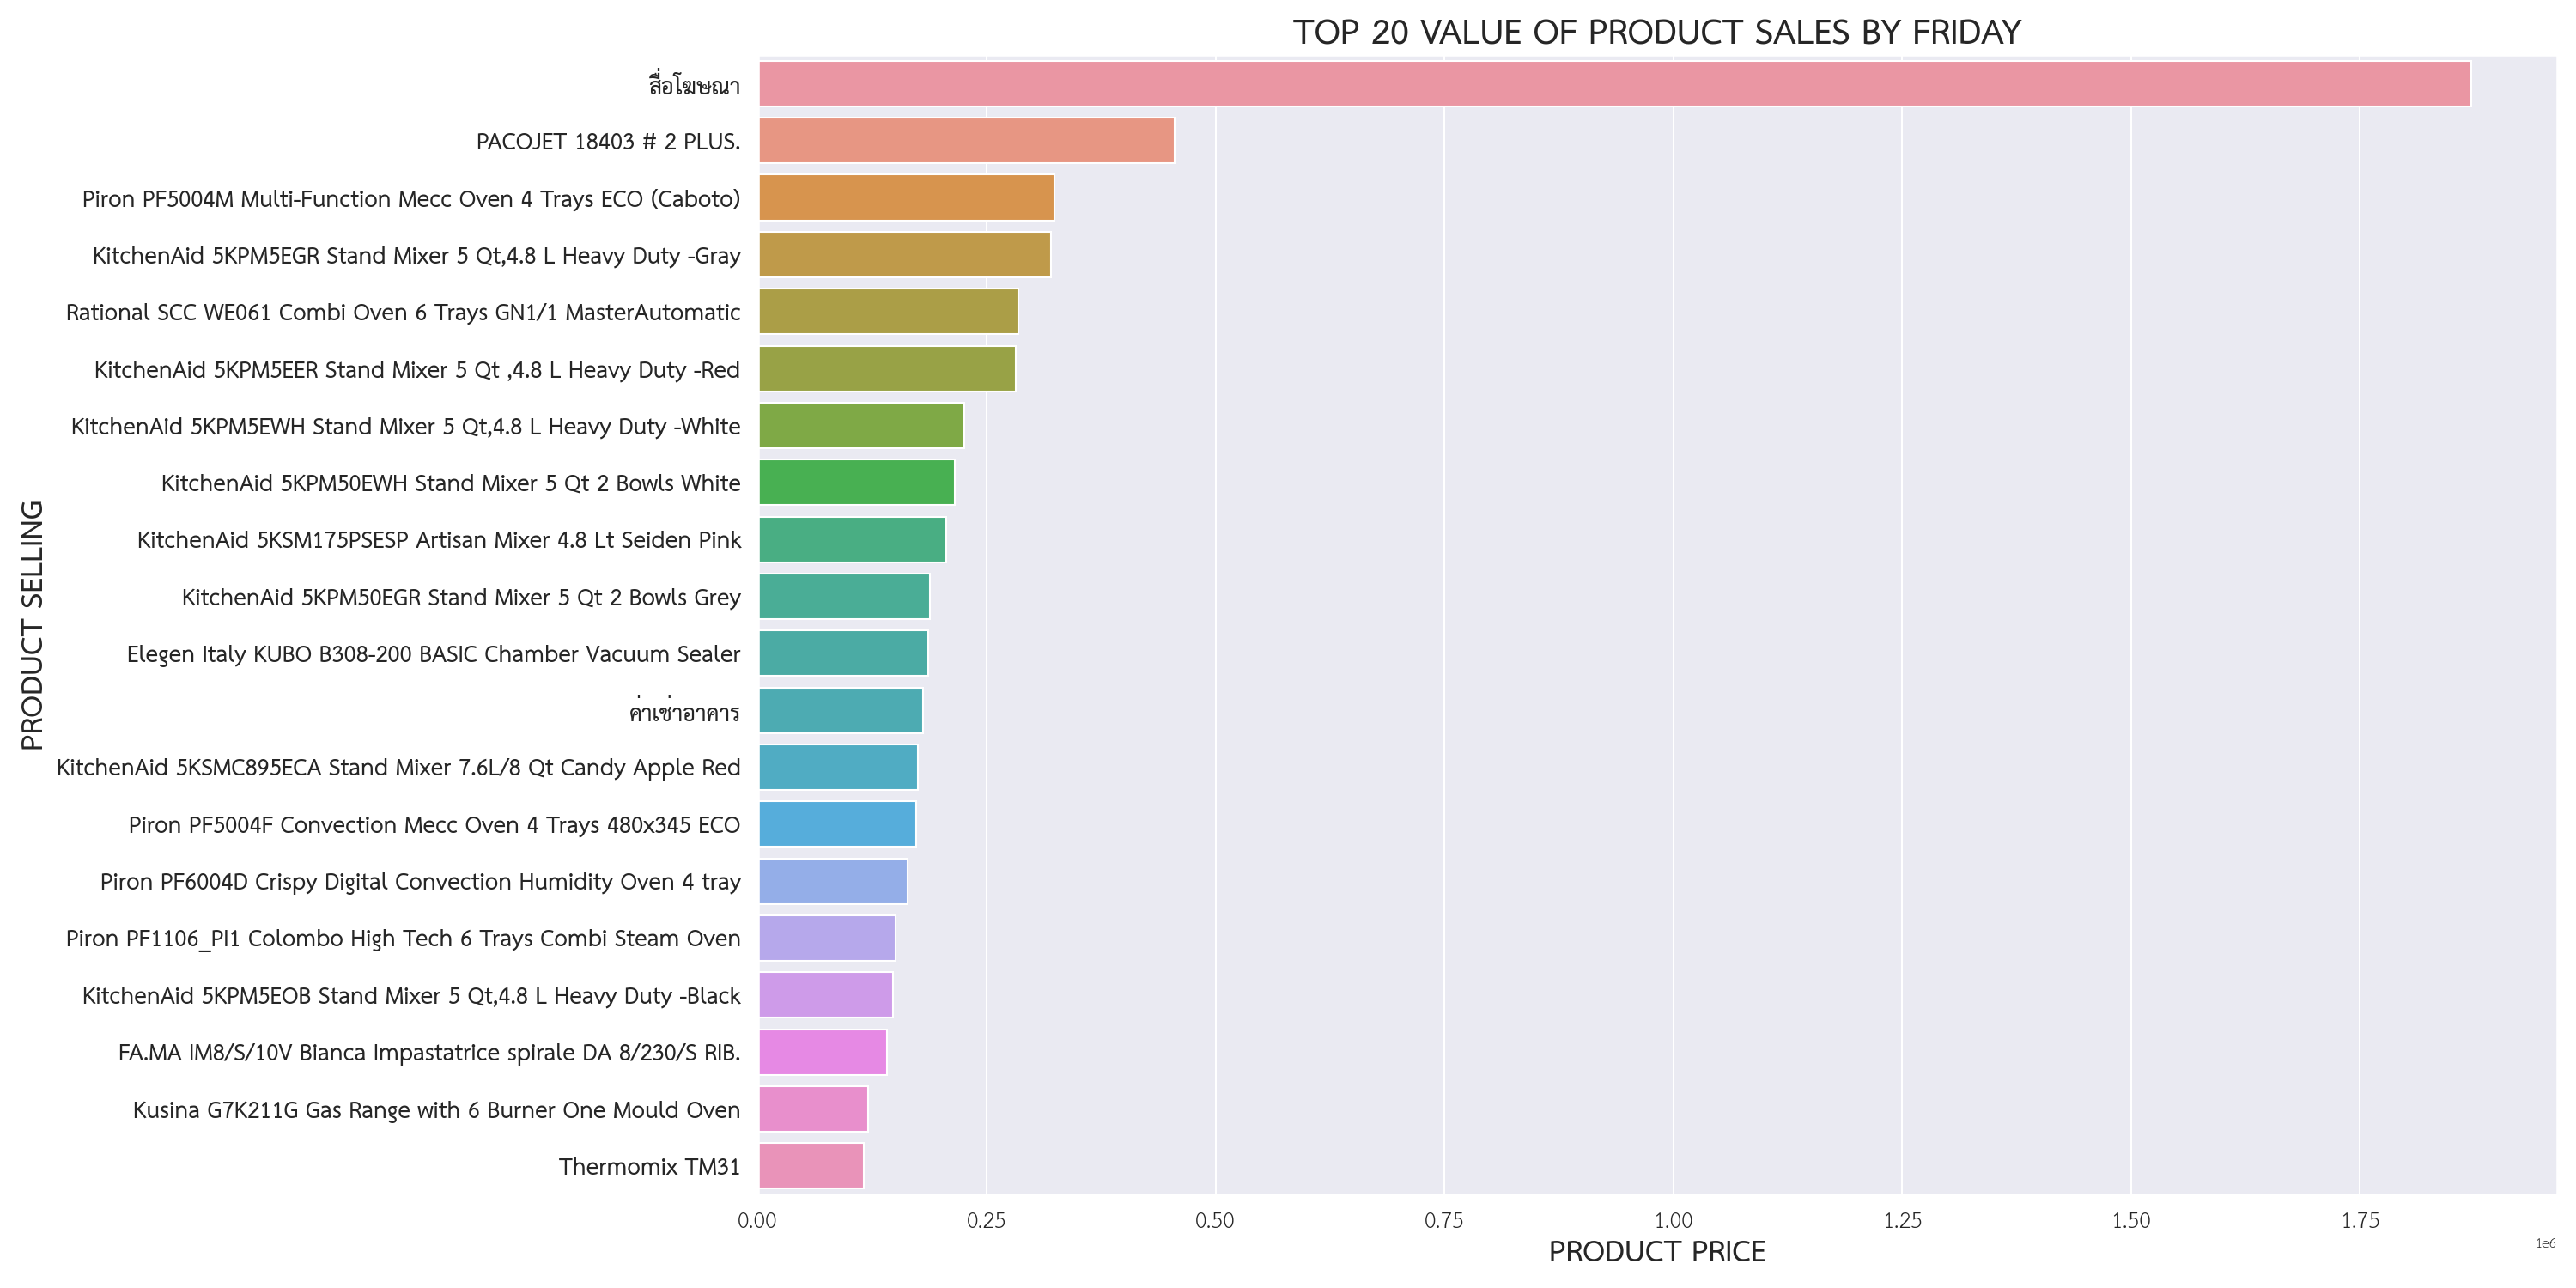 TOP 20 VALUE OF PRODUCT SALES BY FRIDAY
สื่อโฆษณา
PACOJET 18403 # 2 PLUS.
Piron PF5004M Multi-Function Mecc Oven 4 Trays ECO (Caboto)
KitchenAid 5KPM5EGR Stand Mixer 5 Qt,4.8 L Heavy Duty -Gray
Rational SCC WE061 Combi Oven 6 Trays GN1/1 MasterAutomatic
KitchenAid 5KPM5EER Stand Mixer 5 Qt ,4.8 L Heavy Duty -Red
KitchenAid 5KPM5EWH Stand Mixer 5 Qt,4.8 L Heavy Duty -White
KitchenAid 5KPM50EWH Stand Mixer 5 Qt 2 Bowls White
KitchenAid 5KSM175PSESP Artisan Mixer 4.8 Lt Seiden Pink
KitchenAid 5KPM50EGR Stand Mixer 5 Qt 2 Bowls Grey
Elegen Italy KUBO B308-200 BASIC Chamber Vacuum Sealer
ค่าเช่าอาคาร
KitchenAid 5KSMC895ECA Stand Mixer 7.6L/8 Qt Candy Apple Red
Piron PF5004F Convection Mecc Oven 4 Trays 480x345 ECO
Piron PF6004D Crispy Digital Convection Humidity Oven 4 tray
Piron PF1106_PI1 Colombo High Tech 6 Trays Combi Steam Oven
KitchenAid 5KPM5EOB Stand Mixer 5 Qt,4.8 L Heavy Duty -Black
FA.MA IM8/S/10V Bianca Impastatrice spirale DA 8/230/S RIB.
Kusina G7K211G Gas Range with 6 Burner One Mould Oven
Thermomix TM31
PRODUCT SELLING
0.00 0.25 0.50 0.75 1.00 1.25 1.50 1.75
1e6
PRODUCT PRICE